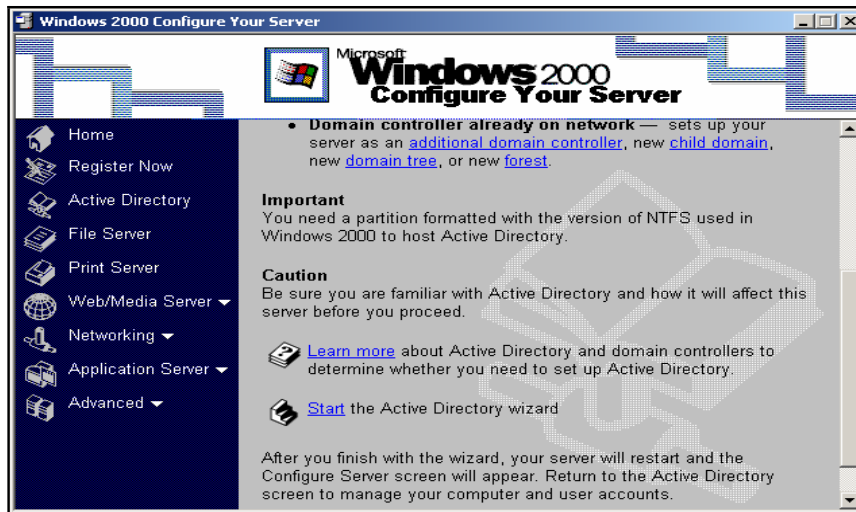 Windows 2000 Configure Your Server
Microsoft
Windows 2000
Configure Your Server
Home
Register Now
Active Directory
File Server
Print Server
Web/Media Server
Networking
Application Server
Advanced
• Domain controller already on network — sets up your
server as an additional domain controller, new child domain,
new domain tree, or new forest.
Important
You need a partition formatted with the version of NTFS used in
Windows 2000 to host Active Directory.
Caution
Be sure you are familiar with Active Directory and how it will affect this
server before you proceed.
Learn more about Active Directory and domain controllers to
determine whether you need to set up Active Directory.
Start the Active Directory wizard
After you finish with the wizard, your server will restart and the
Configure Server screen will appear. Return to the Active Directory
screen to manage your computer and user accounts.